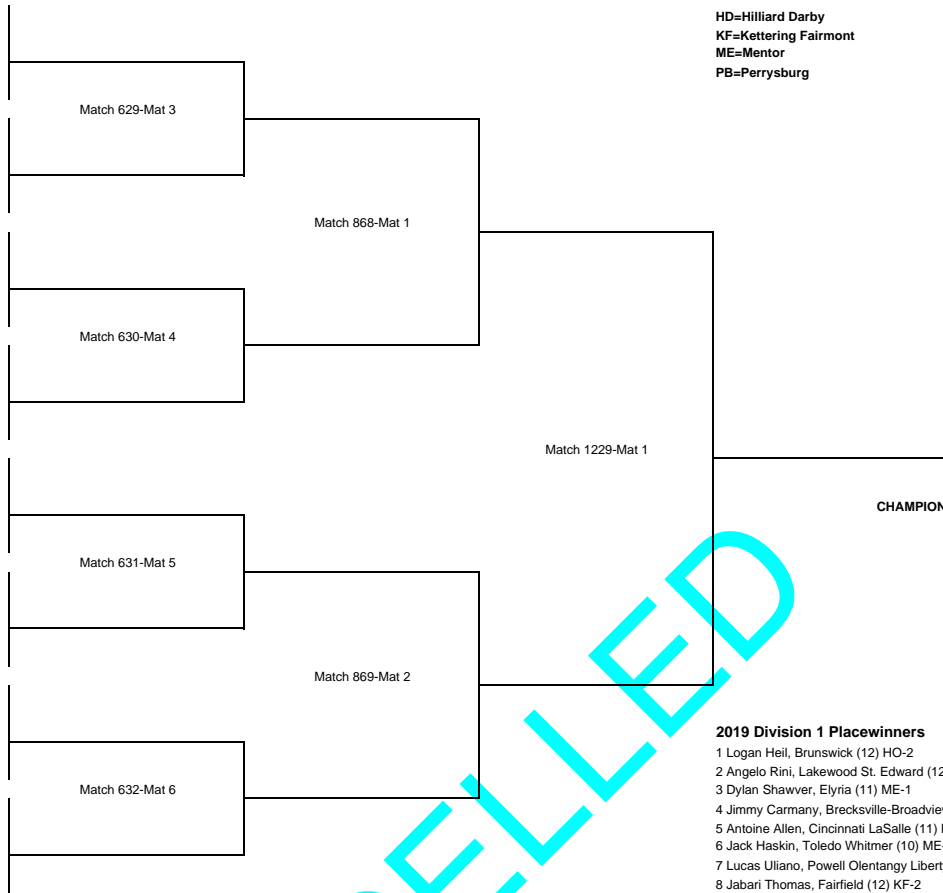 HD=Hilliard Darby
KF=Kettering Fairmont
ME=Mentor
PB=Perrysburg
Match 629-Mat 3
Match 868-Mat 1
Match 630-Mat 4
Match 1229-Mat 1
CHAMPION
Match 631-Mat 5
Match 869-Mat 2
Match 632-Mat 6
2019 Division 1 Placewinners
1 Logan Heil, Brunswick (12) HO-2
2 Angelo Rini, Lakewood St. Edward (12
3 Dylan Shawver, Elyria (11) ME-1
4 Jimmy Carmany, Brecksville-Broadview
5 Antoine Allen, Cincinnati LaSalle (11)
6 Jack Haskin, Toledo Whitmer (10) ME-
7 Lucas Uliano, Powell Olentangy Liberty
8 Jabari Thomas, Fairfield (12) KF-2
ELLED